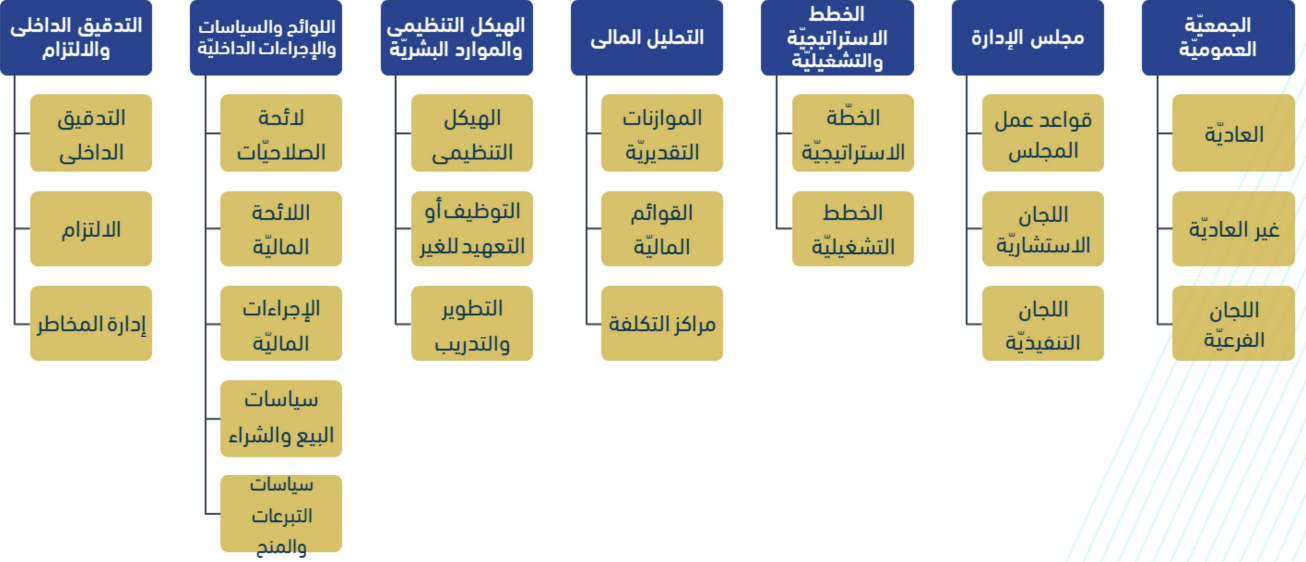 الجمعيّة
العموميّة
العاديّة
غير العاديّة
اللجان
الفرعيّة
مجلس الإدارة
قواعد عمل
المجلس
اللجان
الاستشاريّة
اللجان
التنفيذيّة
الخطط
الاستراتيجيّة
والتشغيليّة
الخطّة
الاستراتيجيّة
الخطط
التشغيليّة
التحليل المالى
الموازنات
التقديريّة
القوائم
الماليّة
مراكز التكلفة
الهيكل التنظيمى
والموارد البشريّة
الهيكل
التنظيمى
التوظيف أو
التعهيد للغير
التطوير
والتدريب
اللوائح والسياسات
والإجراءات الداخليّة
لائحة
الصلاحيّات
اللائحة
الماليّة
الإجراءات
الماليّة
سياسات
البيع والشراء
سياسات
التبرعات
والمنح
التدقيق الداخلى
والالتزام
التدقيق
الداخلى
الالتزام
إدارة المخاطر